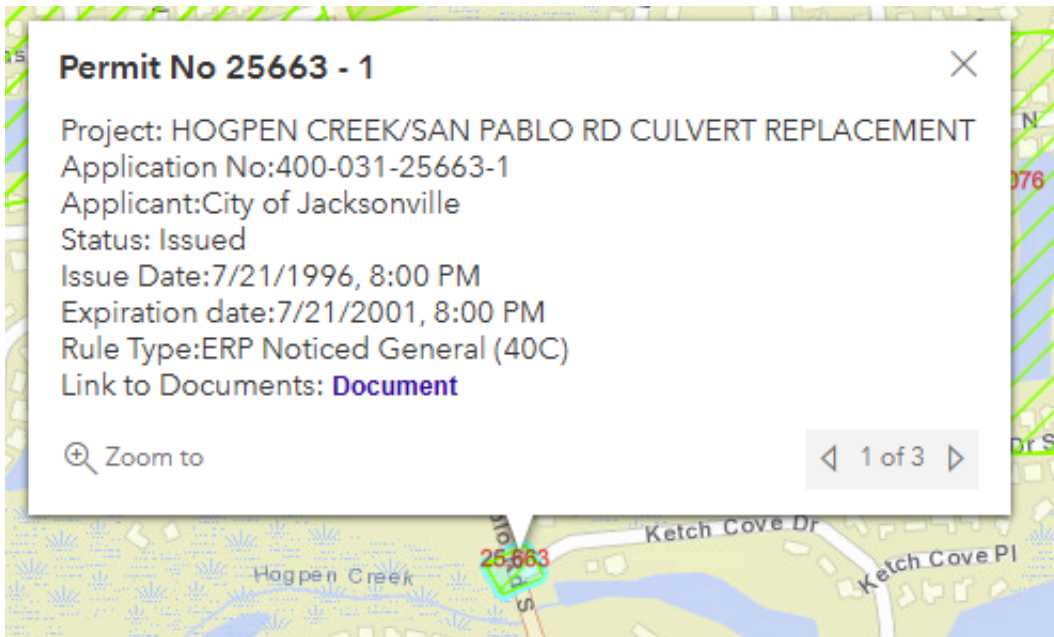 Permit No 25663 - 1
Project: HOGPEN CREEK/SAN PABLO RD CULVERT REPLACEMENT
Application No:400-031-25663-1
Applicant:City of Jacksonville
Status: Issued
Issue Date:7/21/1996, 8:00 PM
Expiration date:7/21/2001, 8:00 PM
Rule Type:ERP Noticed General (40C)
Link to Documents: Document
Zoom to
1 of 3
N
076
Dr S
Ketch Cove Dr
25663
Rd S
Hogpen Creek
Ketch Cove Pl